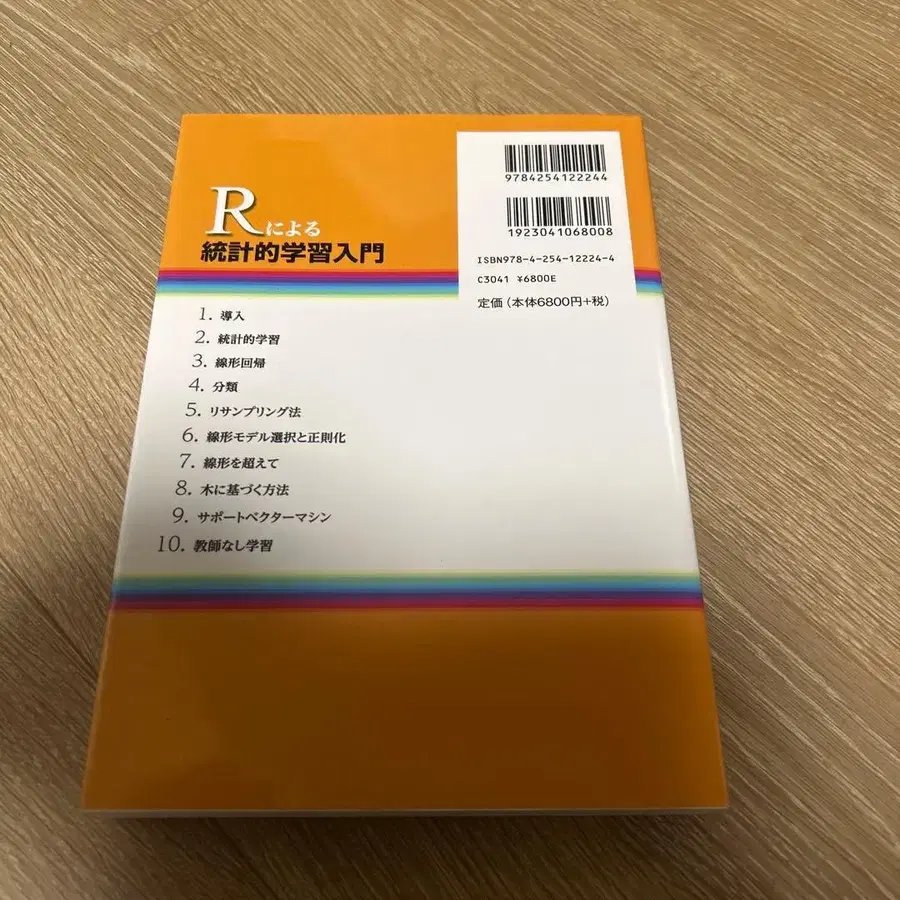 Rによる
統計的学習入門
9784254122244
1923041068008
ISBN978-4-254-12224-4
C3041 ¥6800E
定価(本体6800円+税)
1. 導入
2. 統計的学習
3. 線形回帰
4. 分類
5. リサンプリング法
6. 線形モデル選択と正則化
7. 線形を超えて
8. 木に基づく方法
9. サポートベクターマシン
10. 教師なし学習